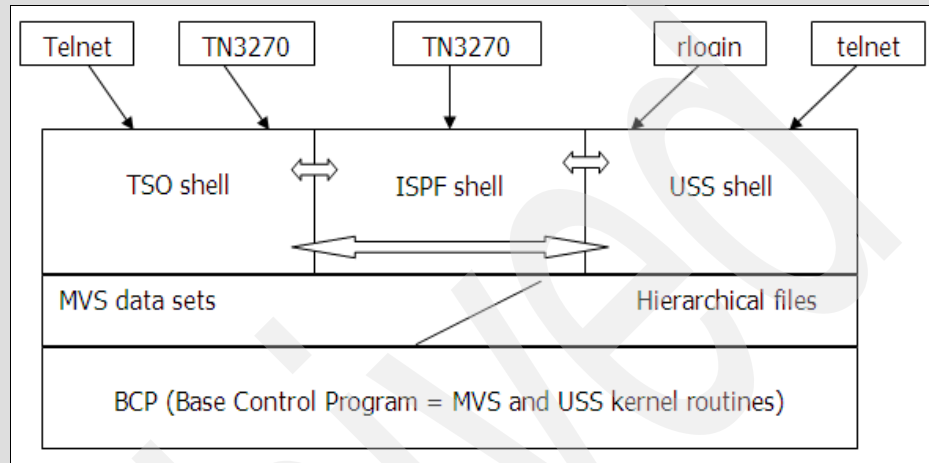 Telnet TN3270 TN3270 rlogin telnet
TSO shell ISPF shell USS shell
MVS data sets Hierarchical files
BCP (Base Control Program = MVS and USS kernel routines)